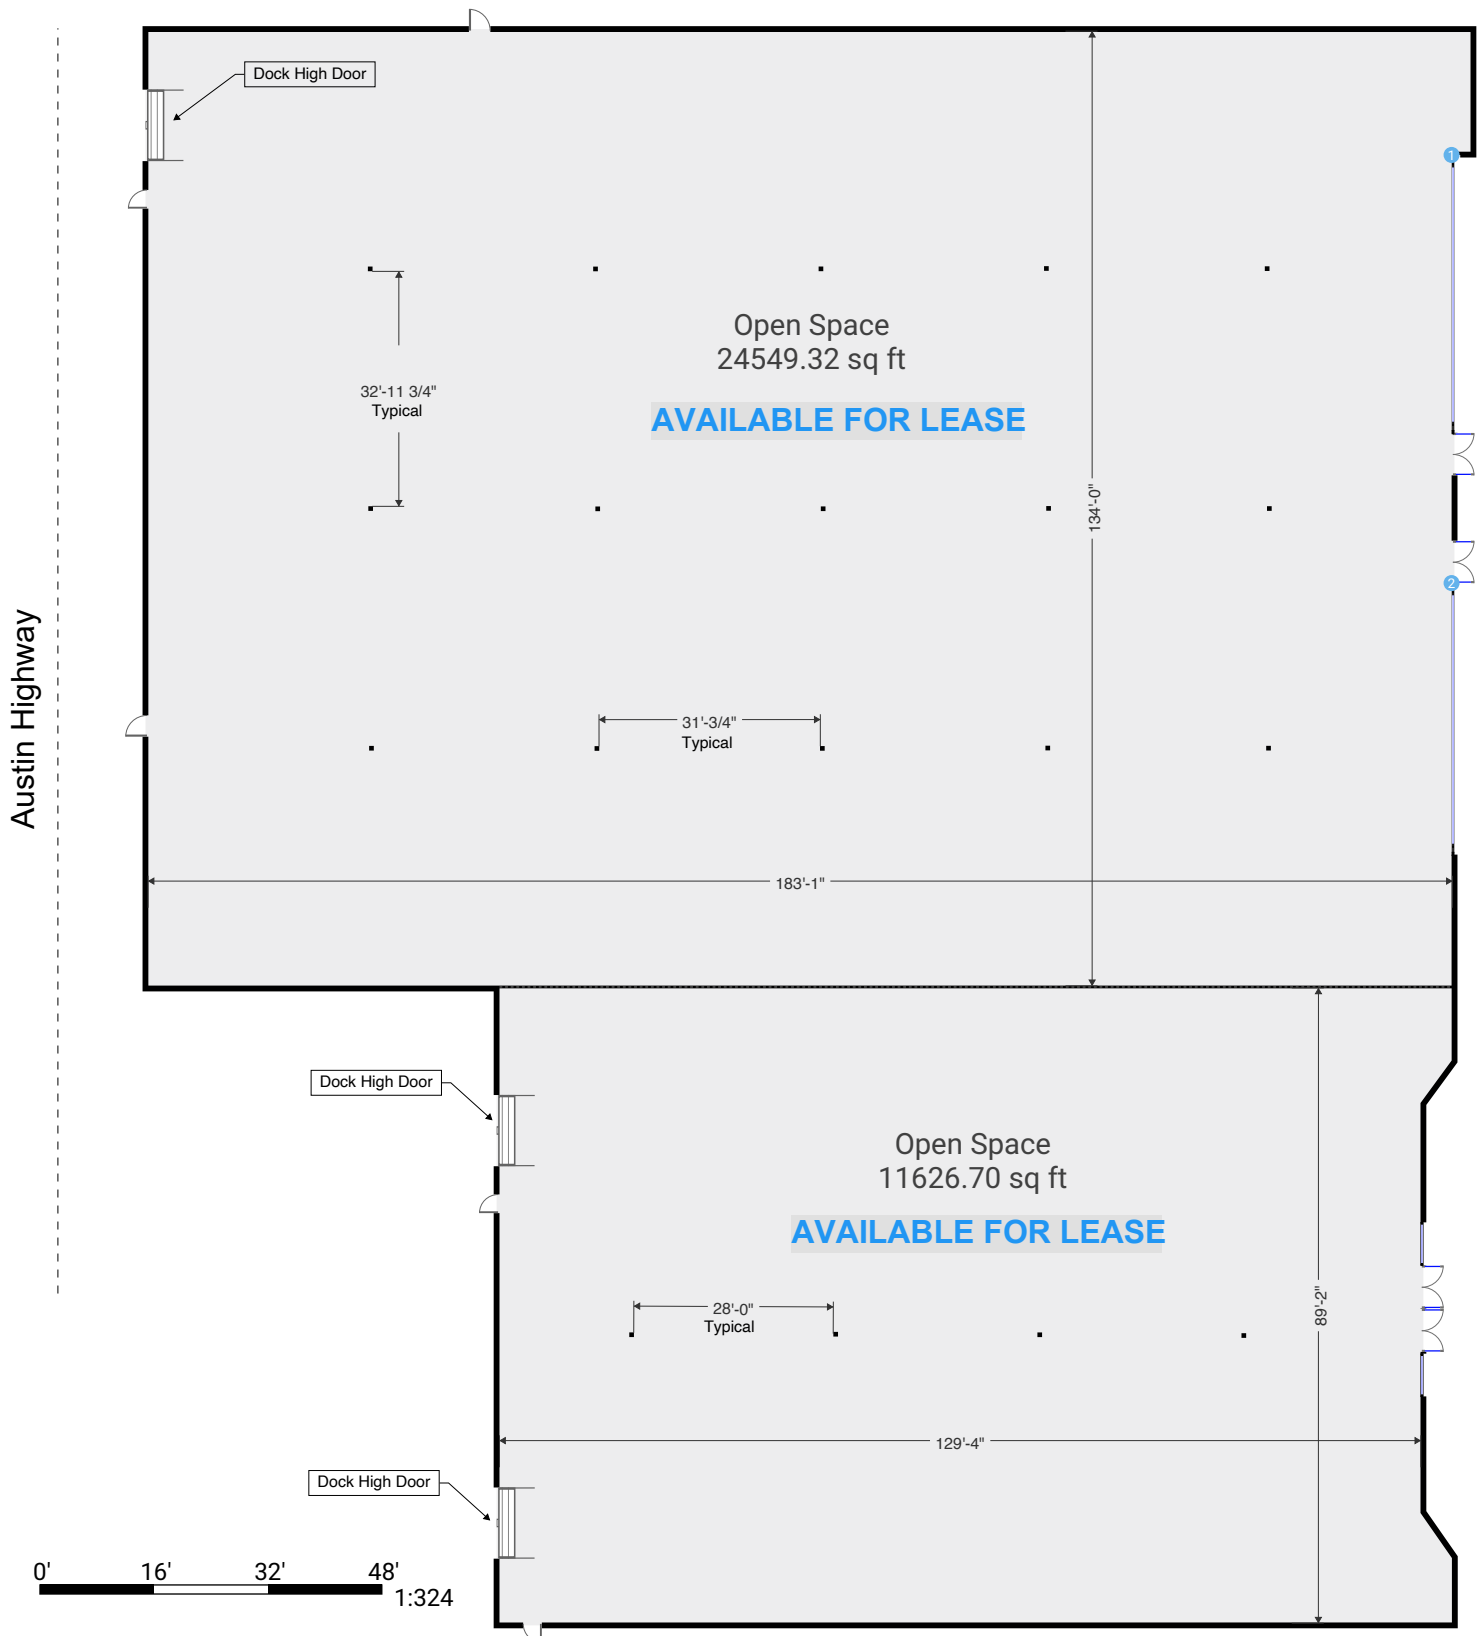 Dock High Door
1
Open Space
24549.32 sq ft
AVAILABLE FOR LEASE
32'-11 3/4"
Typical
134'-0"
2
Austin Highway
31'-3/4"
Typical
183'-1"
Dock High Door
Open Space
11626.70 sq ft
AVAILABLE FOR LEASE
28'-0"
Typical
89'-2"
129'-4"
Dock High Door
0' 16' 32' 48'
1:324